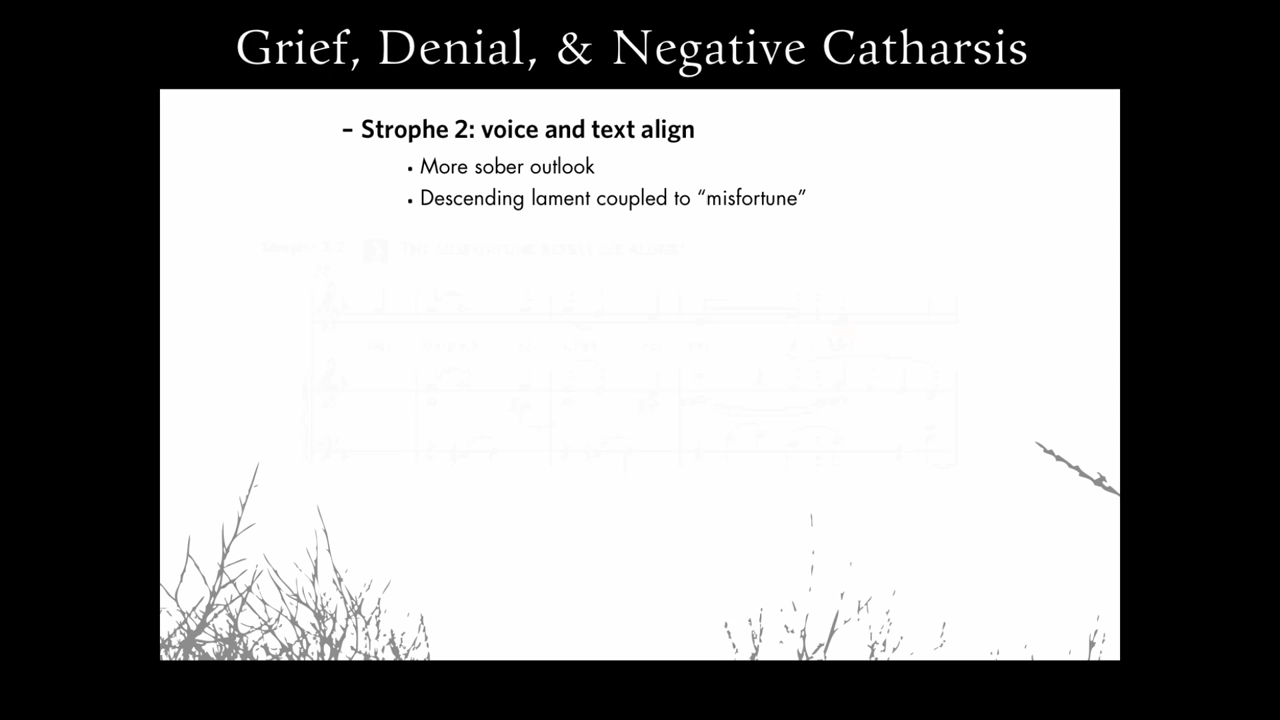 Grief, Denial, & Negative Catharsis
– Strophe 2: voice and text align
• More sober outlook
• Descending lament coupled to “misfortune”